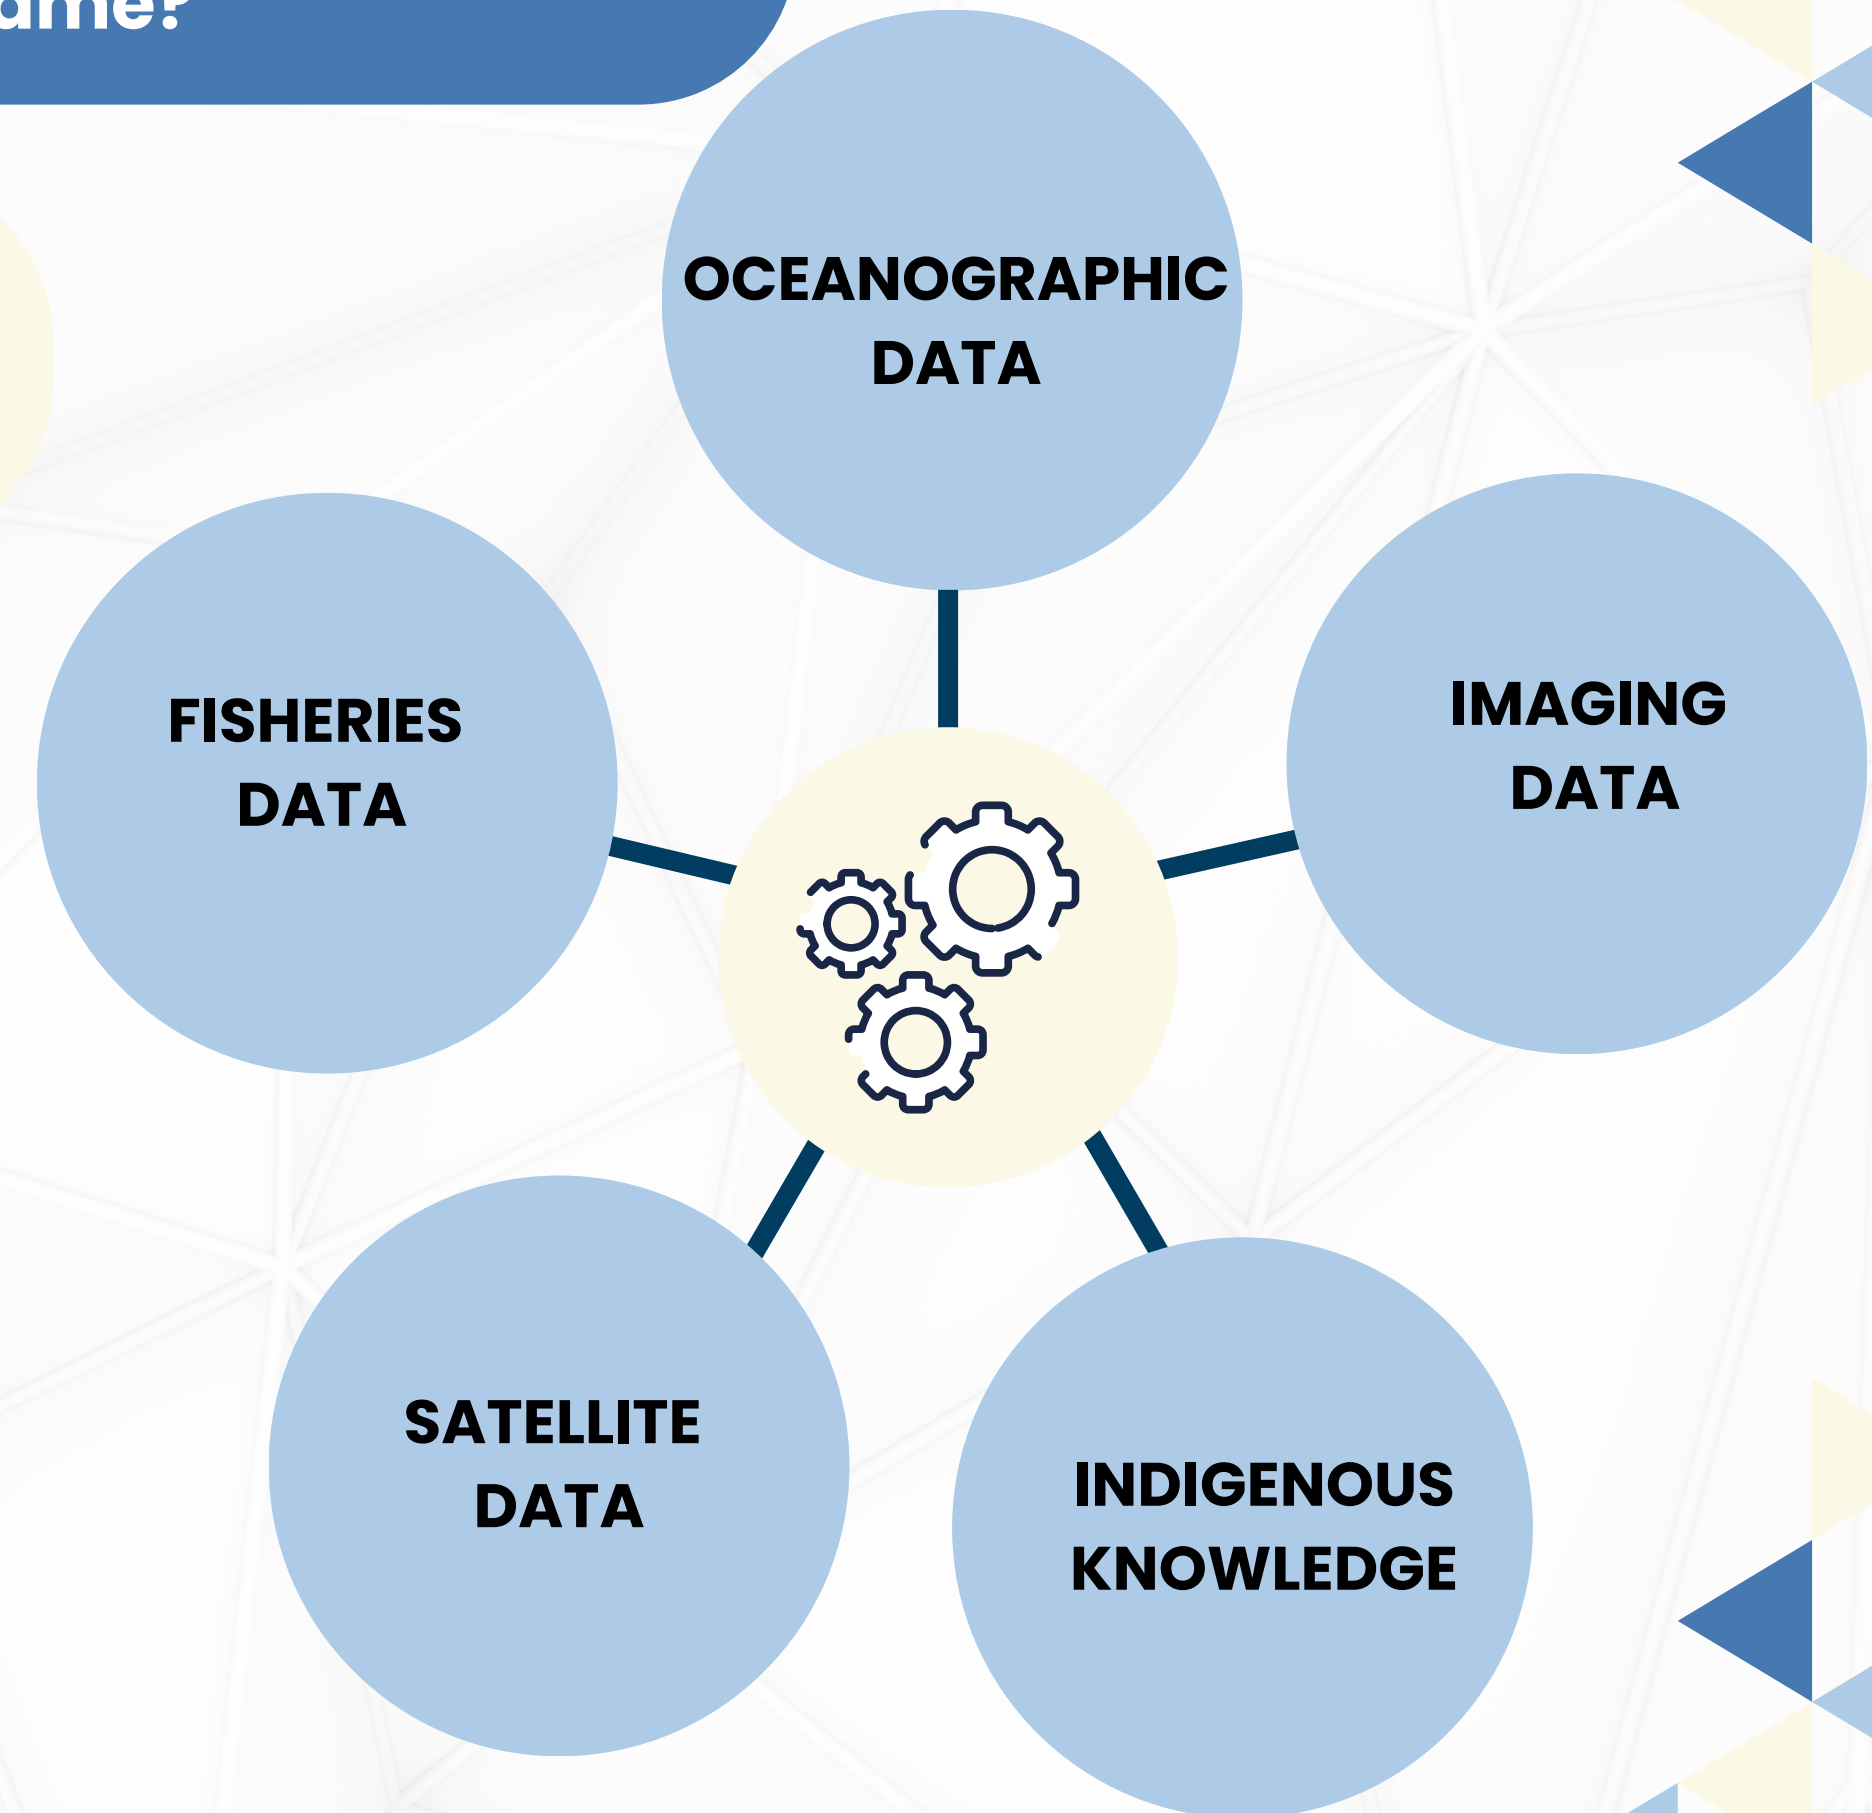 OCEANOGRAPHIC
DATA
IMAGING
DATA
FISHERIES
DATA
SATELLITE
DATA
INDIGENOUS
KNOWLEDGE